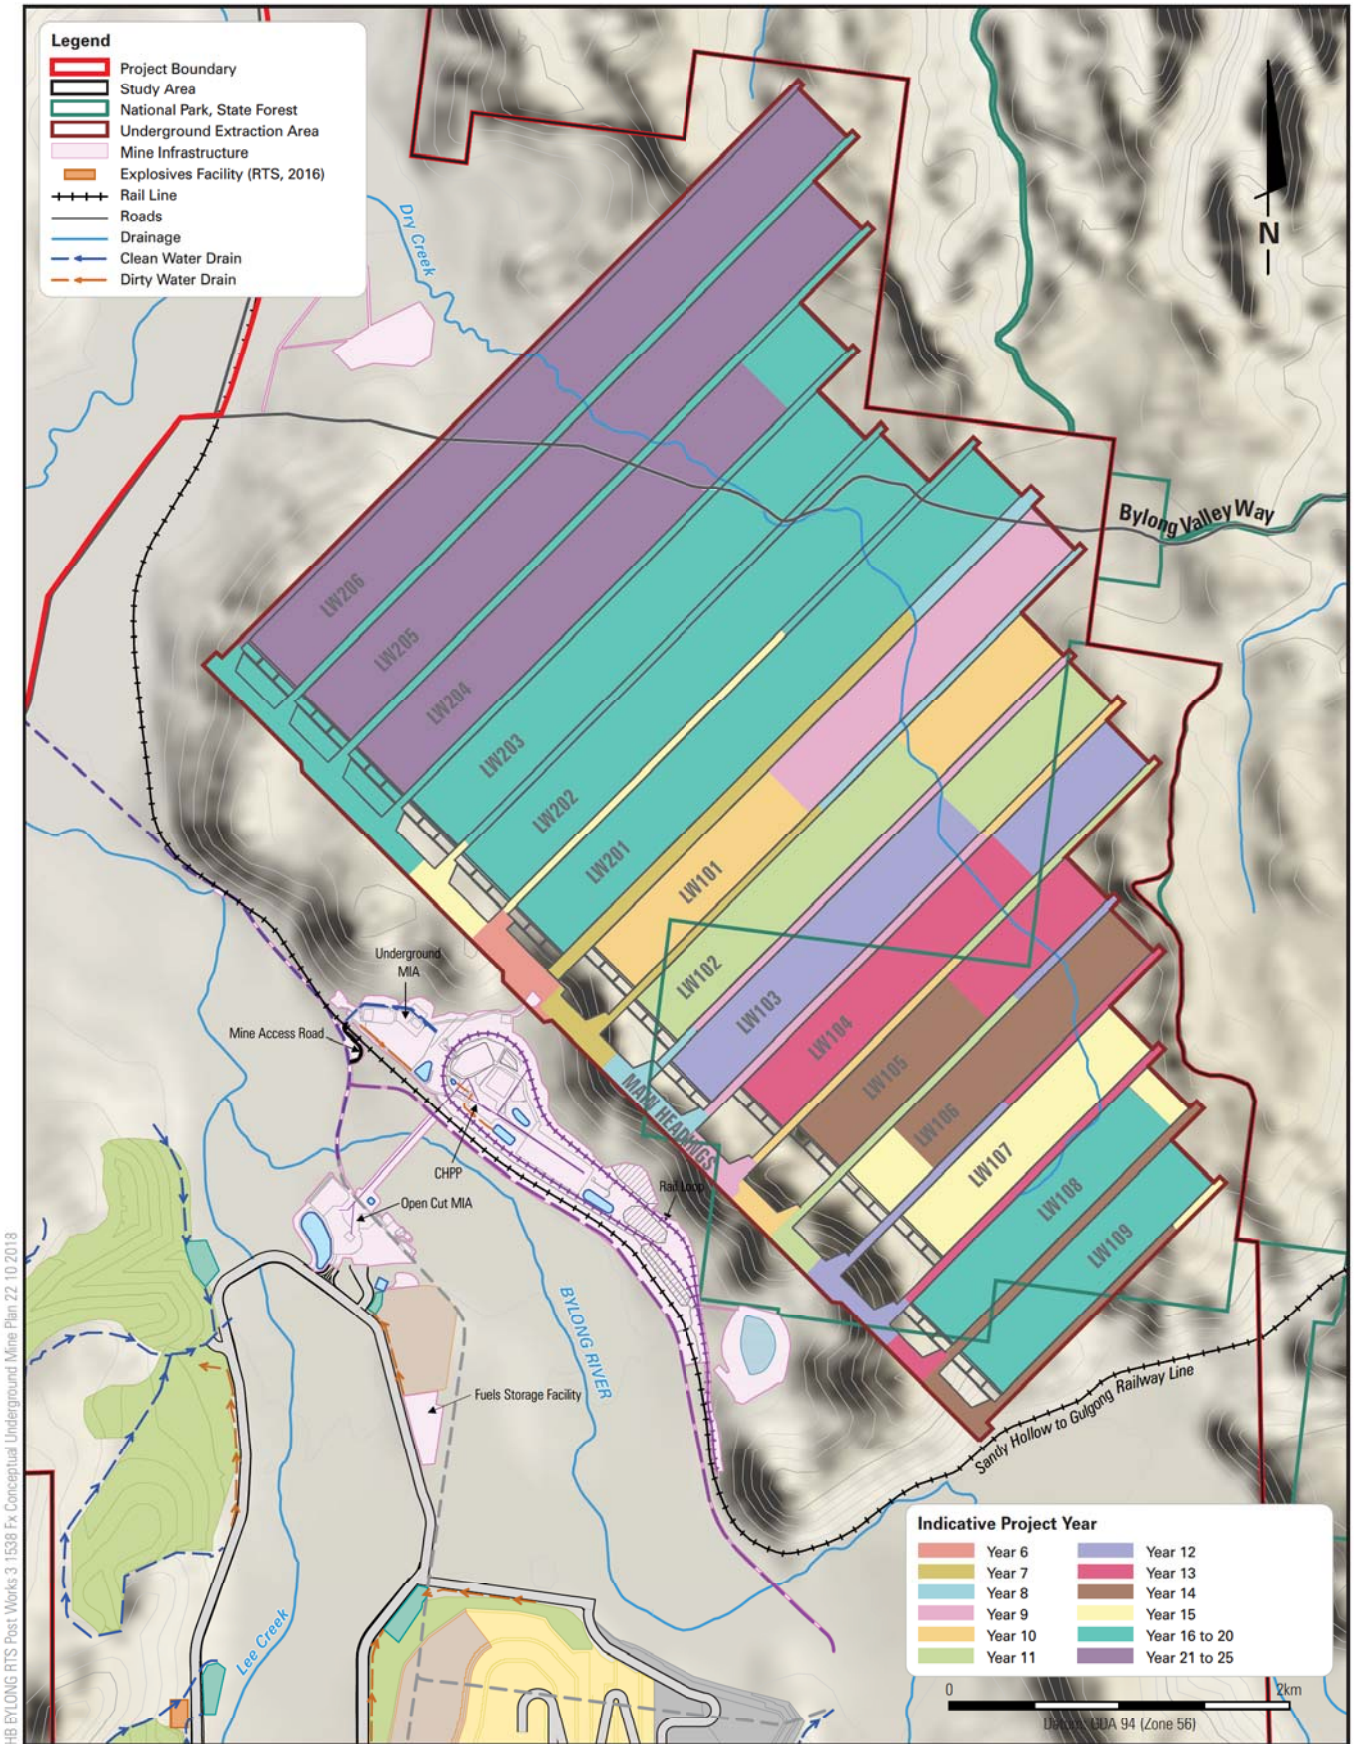 Legend
Project Boundary
Study Area
National Park, State Forest
Underground Extraction Area
Mine Infrastructure
Explosives Facility (RTS, 2016)
Rail Line
Roads
Drainage
Clean Water Drain
Dirty Water Drain
N
Dry Creek
Bylong Valley Way
LW206
LW205
LW204
LW203
LW202
LW201
LW101
LW102
LW103
LW104
LW105
LW106
LW107
LW108
LW109
MAIN HEADINGS
Underground
MIA
Mine Access Road
CHPP
Rail Loop
Open Cut MIA
BYLONG RIVER
Fuels Storage Facility
Sandy Hollow to Gulgong Railway Line
Lee Creek
Indicative Project Year
Year 6
Year 7
Year 8
Year 9
Year 10
Year 11
Year 12
Year 13
Year 14
Year 15
Year 16 to 20
Year 21 to 25
0
2km
Datum: GDA 94 (Zone 56)
HB BYLONG RTS Post Works 3 1538 Fx Conceptual Underground Mine Plan 22 10 2018